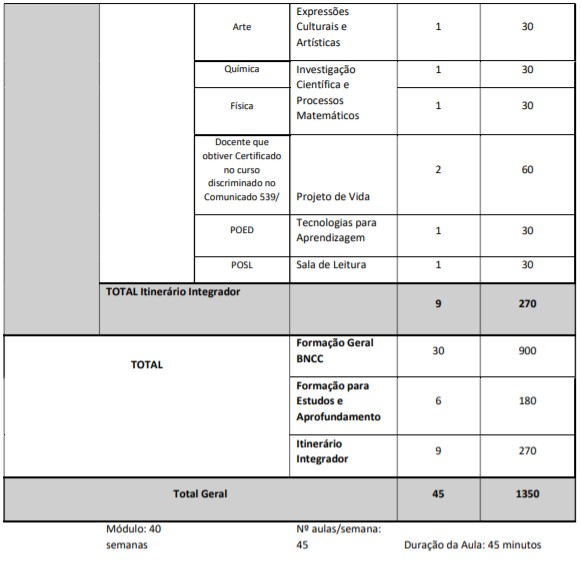 Arte
Expressões
Culturais e
Artísticas
1
30
Química
Investigação
Científica e
Processos
Matemáticos
1
30
Física
1
30
Docente que
obtiver Certificado
no curso
discriminado no
Comunicado 539/
Projeto de Vida
2
60
POED
Tecnologias para
Aprendizagem
1
30
POSL
Sala de Leitura
1
30
TOTAL Itinerário Integrador
9
270
TOTAL
Formação Geral
BNCC
30
900
Formação para
Estudos e
Aprofundamento
6
180
Itinerário
Integrador
9
270
Total Geral
45
1350
Módulo: 40
semanas
Nº aulas/semana:
45
Duração da Aula: 45 minutos